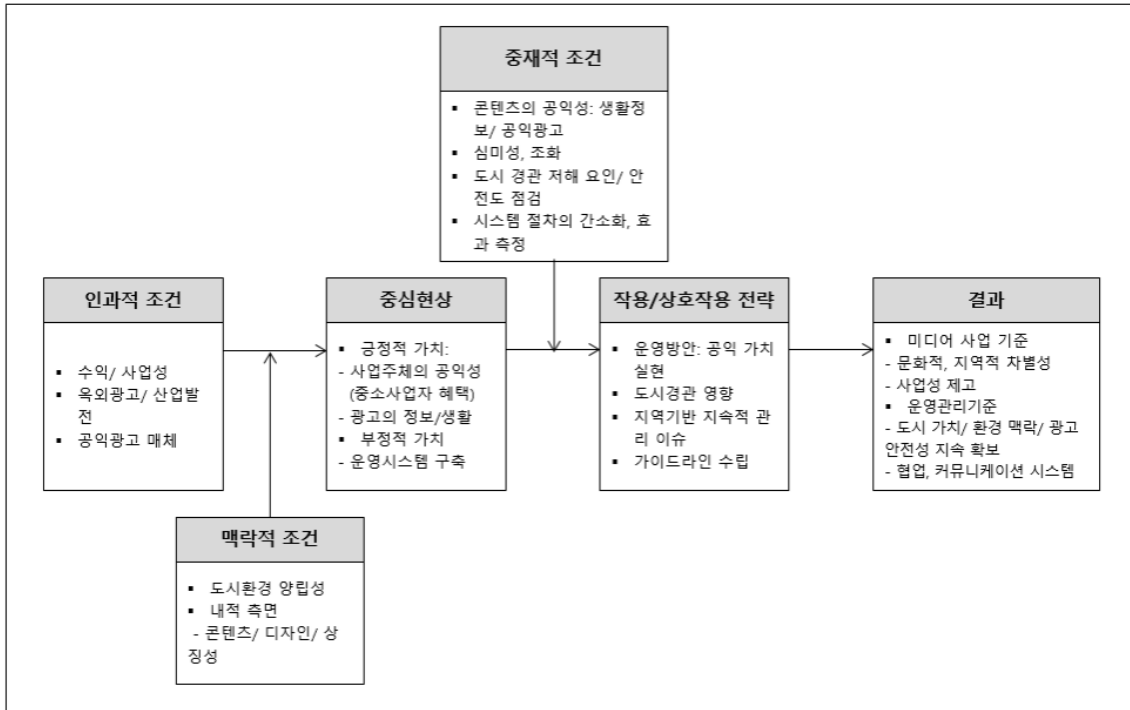 중재적 조건
▪ 콘텐츠의 공익성: 생활정
보/ 공익광고
▪ 심미성, 조화
▪ 도시 경관 저해 요인/ 안
전도 점검
▪ 시스템 절차의 간소화, 효
과 측정
인과적 조건
▪ 수익/ 사업성
▪ 옥외광고/ 산업발
전
▪ 공익광고 매체
중심현상
▪ 긍정적 가치:
- 사업주체의 공익성
(중소사업자 혜택)
- 광고의 정보/생활
▪ 부정적 가치
- 운영시스템 구축
작용/상호작용 전략
▪ 운영방안: 공익 가치
실현
▪ 도시경관 영향
▪ 지역기반 지속적 관
리 이슈
▪ 가이드라인 수립
결과
▪ 미디어 사업 기준
- 문화적, 지역적 차별성
- 사업성 제고
▪ 운영관리기준
- 도시 가치/ 환경 맥락/ 광고
안전성 지속 확보
- 협업, 커뮤니케이션 시스템
맥락적 조건
▪ 도시환경 양립성
▪ 내적 측면
- 콘텐츠/ 디자인/ 상
징성